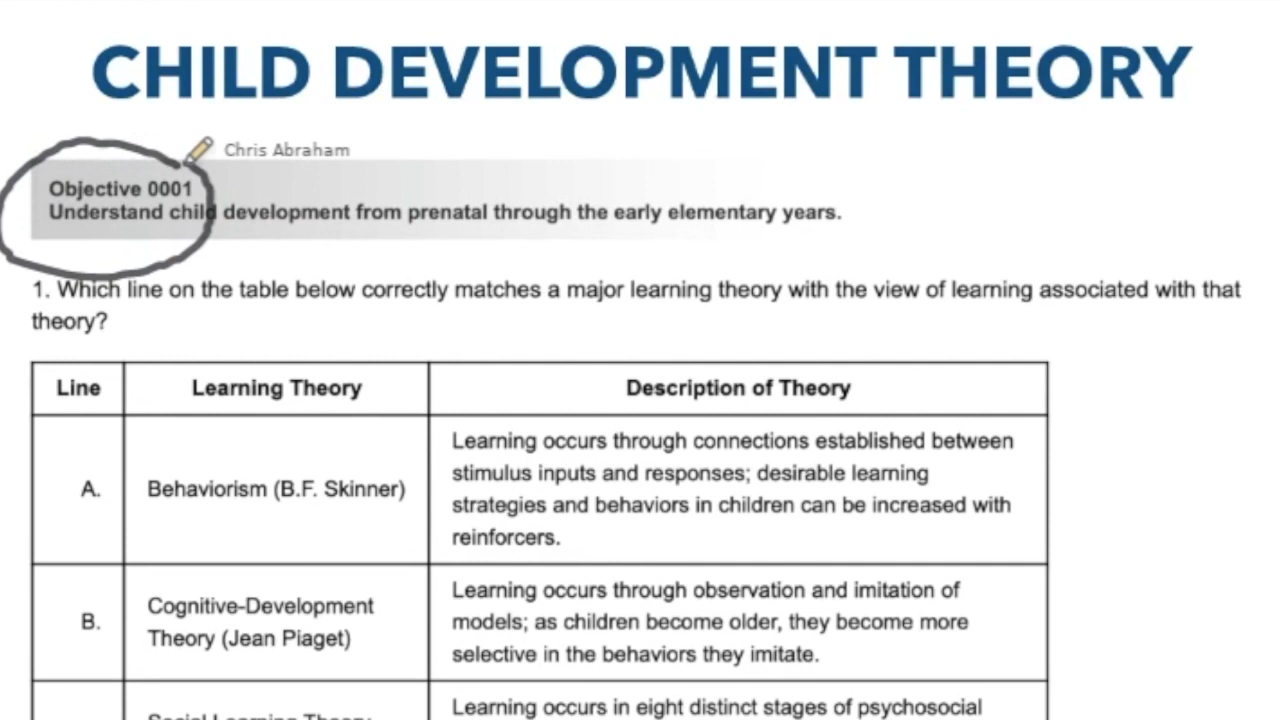 CHILD DEVELOPMENT THEORY
Chris Abraham
Objective 0001
Understand child development from prenatal through the early elementary years.
1. Which line on the table below correctly matches a major learning theory with the view of learning associated with that
theory?
Line
Learning Theory
Description of Theory
A.
Behaviorism (B.F. Skinner)
Learning occurs through connections established between
stimulus inputs and responses; desirable learning
strategies and behaviors in children can be increased with
reinforcers.
B.
Cognitive-Development
Theory (Jean Piaget)
Learning occurs through observation and imitation of
models; as children become older, they become more
selective in the behaviors they imitate.
Social Learning Theory
Learning occurs in eight distinct stages of psychosocial